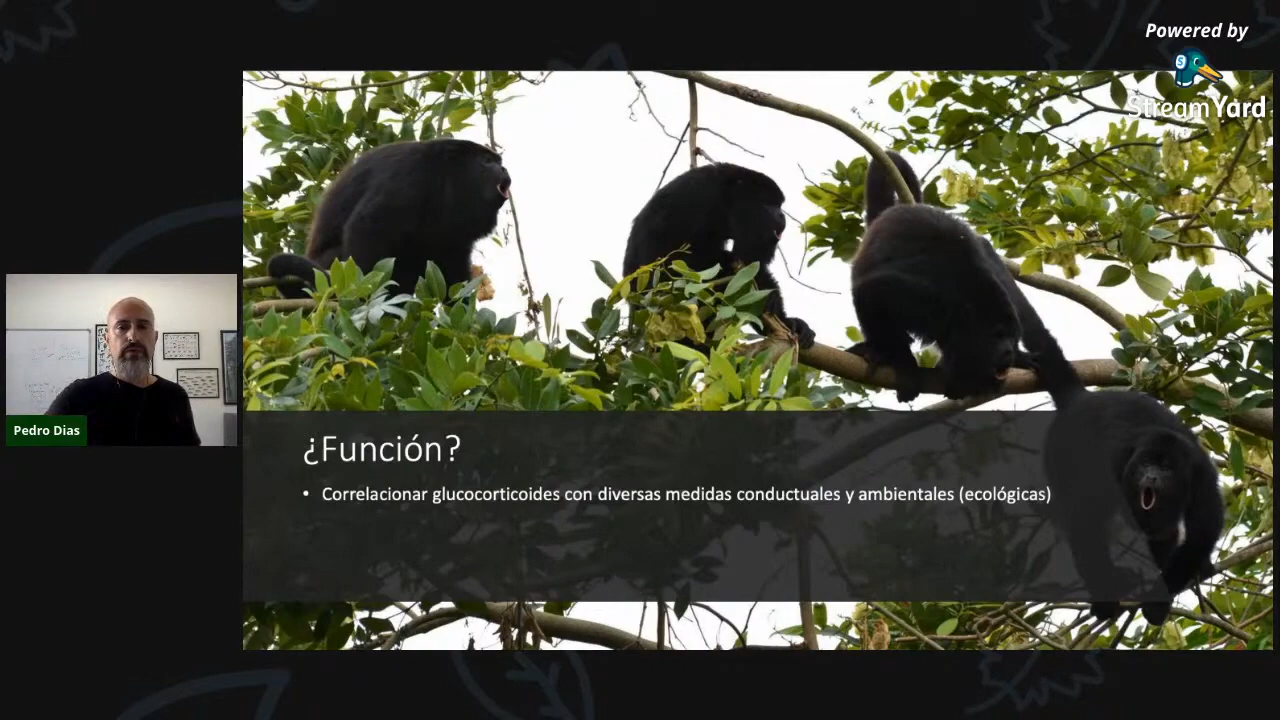 Powered by
StreamYard
¿Función?
• Correlacionar glucocorticoides con diversas medidas conductuales y ambientales (ecológicas)
Pedro Dias